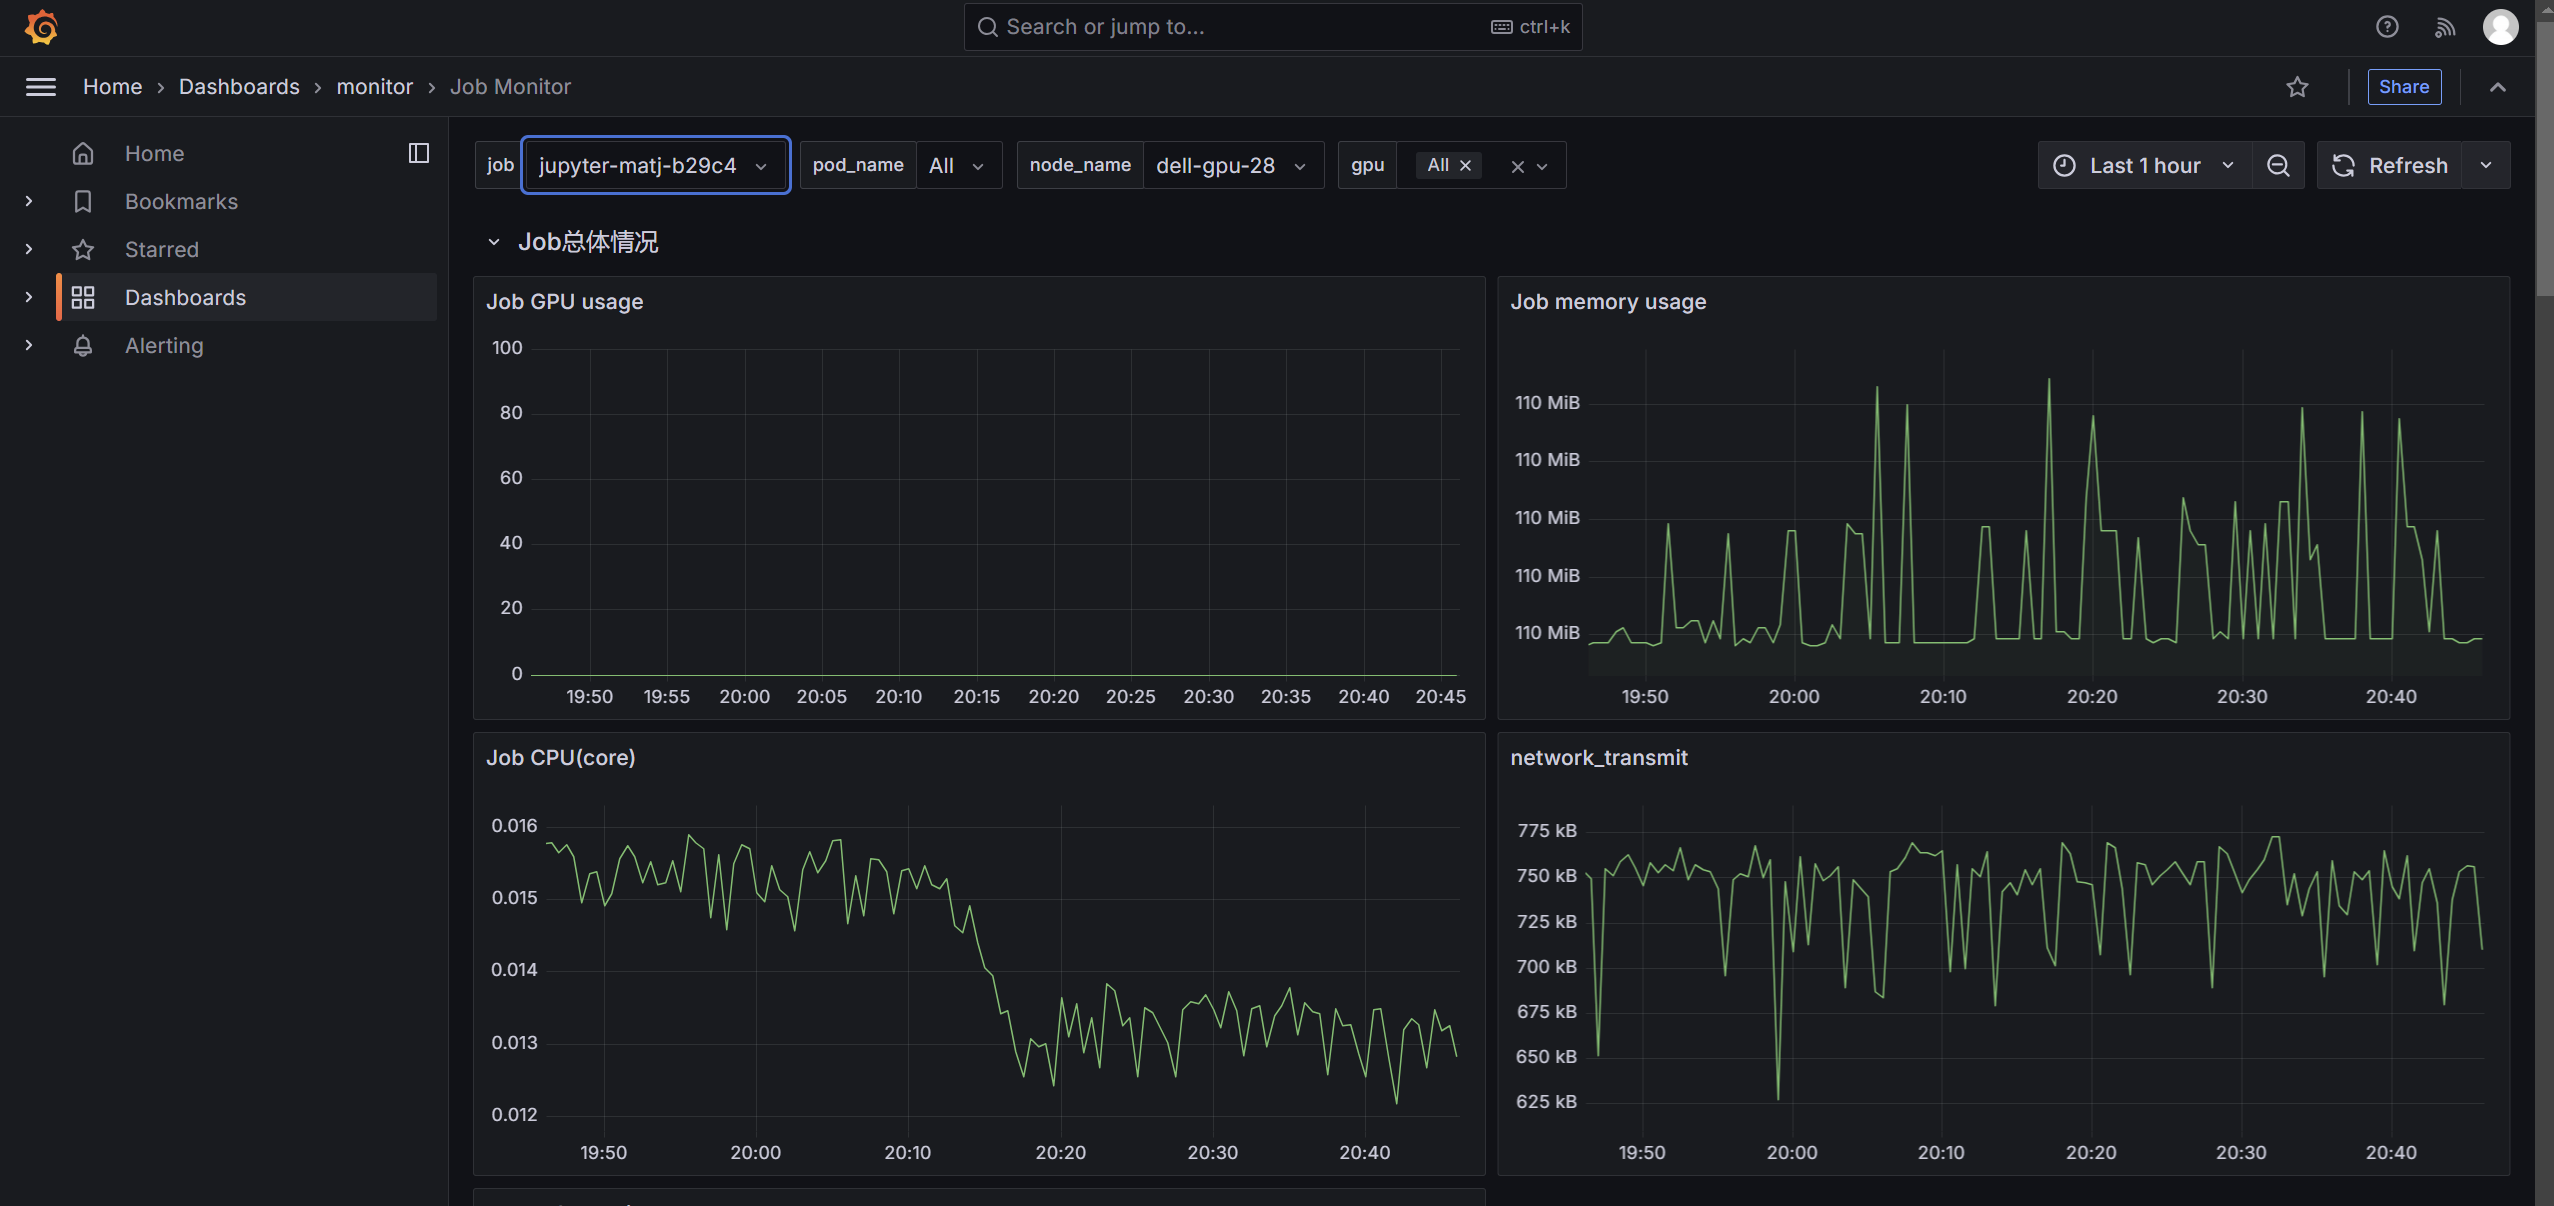 Search or jump to...
ctrl+k
Home › Dashboards › monitor › Job Monitor
Share
Home
Bookmarks
Starred
Dashboards
Alerting
job jupyter-matj-b29c4 pod_name All node_name dell-gpu-28 gpu All
Last 1 hour
Refresh
Job总体情况
Job GPU usage
100
80
60
40
20
0
19:50 19:55 20:00 20:05 20:10 20:15 20:20 20:25 20:30 20:35 20:40 20:45
Job memory usage
110 MiB
110 MiB
110 MiB
110 MiB
110 MiB
19:50 20:00 20:10 20:20 20:30 20:40
Job CPU(core)
0.016
0.015
0.014
0.013
0.012
19:50 20:00 20:10 20:20 20:30 20:40
network_transmit
775 kB
750 kB
725 kB
700 kB
675 kB
650 kB
625 kB
19:50 20:00 20:10 20:20 20:30 20:40